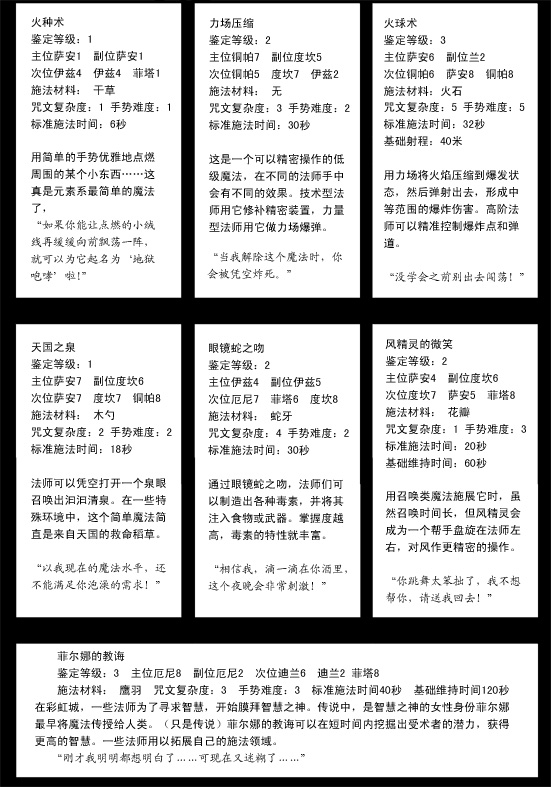 火种术
鉴定等级：1
主位萨安1 副位萨安1
次位伊兹4 伊兹4 菲塔1
施法材料： 干草
咒文复杂度：1 手势难度：1
标准施法时间：6秒
用简单的手势优雅地点燃
周围的某个小东西……这
真是元素系最简单的魔法
了，
“如果你能让点燃的小绒
线再缓缓向前飘荡一阵，
就可以为它起名为‘地狱
咆哮’啦!”
力场压缩
鉴定等级：2
主位铜帕7 副位度坎5
次位铜帕5 度坎7 伊兹2
施法材料： 无
咒文复杂度：3 手势难度：2
标准施法时间：30秒
这是一个可以精密操作的低
级魔法，在不同的法师手中
会有不同的效果。技术型法
师用它修补精密装置，力量
型法师用它做力场爆弹。
“当我解除这个魔法时，你
会被凭空炸死。”
火球术
鉴定等级：3
主位萨安6 副位兰2
次位铜帕6 萨安8 铜帕8
施法材料：火石
咒文复杂度：5 手势难度：5
标准施法时间：32秒
基础射程：40米
用力场将火焰压缩到爆发状
态，然后弹射出去，形成中
等范围的爆炸伤害。高阶法
师可以精准控制爆炸点和弹
道。
“没学会之前别出去闯荡！”
天国之泉
鉴定等级：1
主位萨安7 副位度坎6
次位萨安7 度坎7 铜帕8
施法材料： 木勺
咒文复杂度：2 手势难度：2
标准施法时间：18秒
法师可以凭空打开一个泉眼
召唤出汩汩清泉。在一些特
殊环境中，这个简单魔法简
直是来自天国的救命稻草。
“以我现在的魔法水平，还
不能满足你泡澡的需求！”
眼镜蛇之吻
鉴定等级：2
主位伊兹4 副位伊兹5
次位厄尼7 菲塔6 度坎8
施法材料： 蛇牙
咒文复杂度：4 手势难度：2
标准施法时间：30秒
通过眼镜蛇之吻，法师们可
以制造出各种毒素，并将其
注入食物或武器。掌握度越
高，毒素的特性就丰富。
“相信我，滴一滴在你酒里，
这个夜晚会非常刺激！”
风精灵的微笑
鉴定等级：2
主位萨安4 副位度坎6
次位度坎7 萨安5 菲塔8
施法材料： 花瓣
咒文复杂度：1 手势难度：3
标准施法时间：20秒
基础维持时间：60秒
用召唤类魔法施展它时，虽
然召唤时间长，但风精灵会
成为一个帮手盘旋在法师左
右，对风作更精密的操作。
“你跳舞太笨拙了，我不想
帮你，请送我回去！”
菲尔娜的教诲
鉴定等级：3 主位厄尼8 副位厄尼2 次位迪兰6 迪兰2 菲塔8
施法材料： 鹰羽 咒文复杂度：3 手势难度：3 标准施法时间40秒 基础维持时间120秒
在彩虹城，一些法师为了寻求智慧，开始膜拜智慧之神。传说中，是智慧之神的女性身份菲尔娜
最早将魔法传授给人类。（只是传说）菲尔娜的教诲可以在短时间内挖掘出受术者的潜力，获得
更高的智慧。一些法师用以拓展自己的施法领域。
“刚才我明明都想明白了……可现在又迷糊了……”